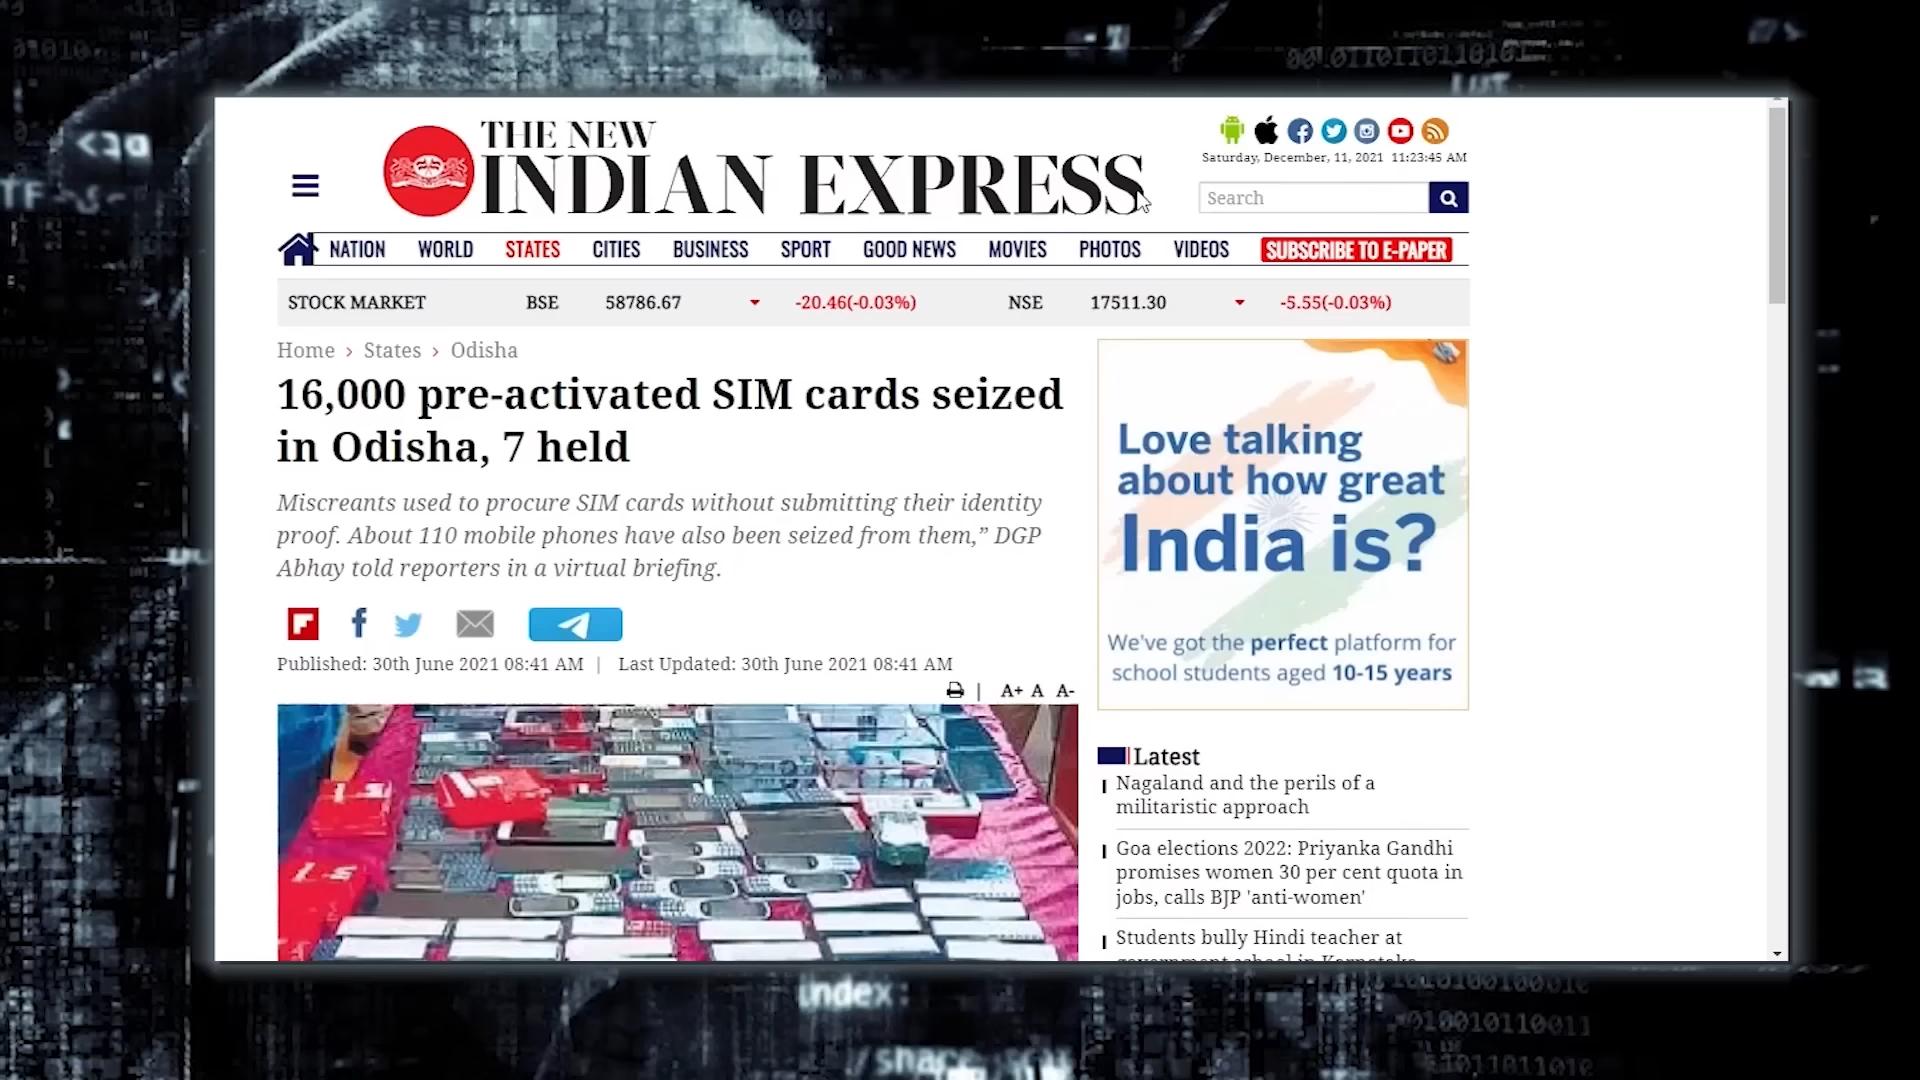 THE NEW
INDIAN EXPRESS
Saturday, December, 11, 2021 11:23:45 AM
Search
NATION WORLD STATES CITIES BUSINESS SPORT GOOD NEWS MOVIES PHOTOS VIDEOS SUBSCRIBE TO E-PAPER
STOCK MARKET BSE 58786.67 -20.46(-0.03%) NSE 17511.30 -5.55(-0.03%)
Home › States › Odisha
16,000 pre-activated SIM cards seized
in Odisha, 7 held
Miscreants used to procure SIM cards without submitting their identity
proof. About 110 mobile phones have also been seized from them,” DGP
Abhay told reporters in a virtual briefing.
Published: 30th June 2021 08:41 AM | Last Updated: 30th June 2021 08:41 AM
| A+ A A-
Love talking
about how great
India is?
We've got the perfect platform for
school students aged 10-15 years
Latest
Nagaland and the perils of a
militaristic approach
Goa elections 2022: Priyanka Gandhi
promises women 30 per cent quota in
jobs, calls BJP 'anti-women'
Students bully Hindi teacher at
government school in Karnataka
index:
010010110011
/share